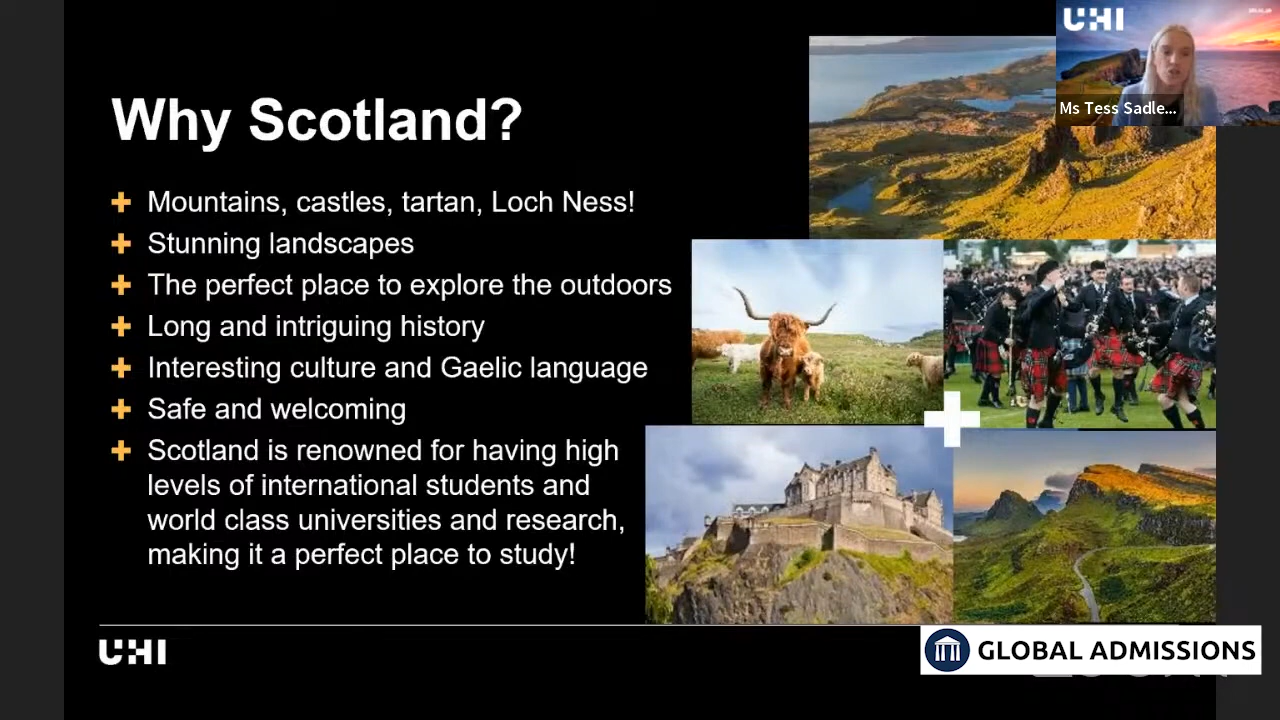 UHI
Ms Tess Sadle...
Why Scotland?
Mountains, castles, tartan, Loch Ness!
Stunning landscapes
The perfect place to explore the outdoors
Long and intriguing history
Interesting culture and Gaelic language
Safe and welcoming
Scotland is renowned for having high
levels of international students and
world class universities and research,
making it a perfect place to study!
UHI
GLOBAL ADMISSIONS